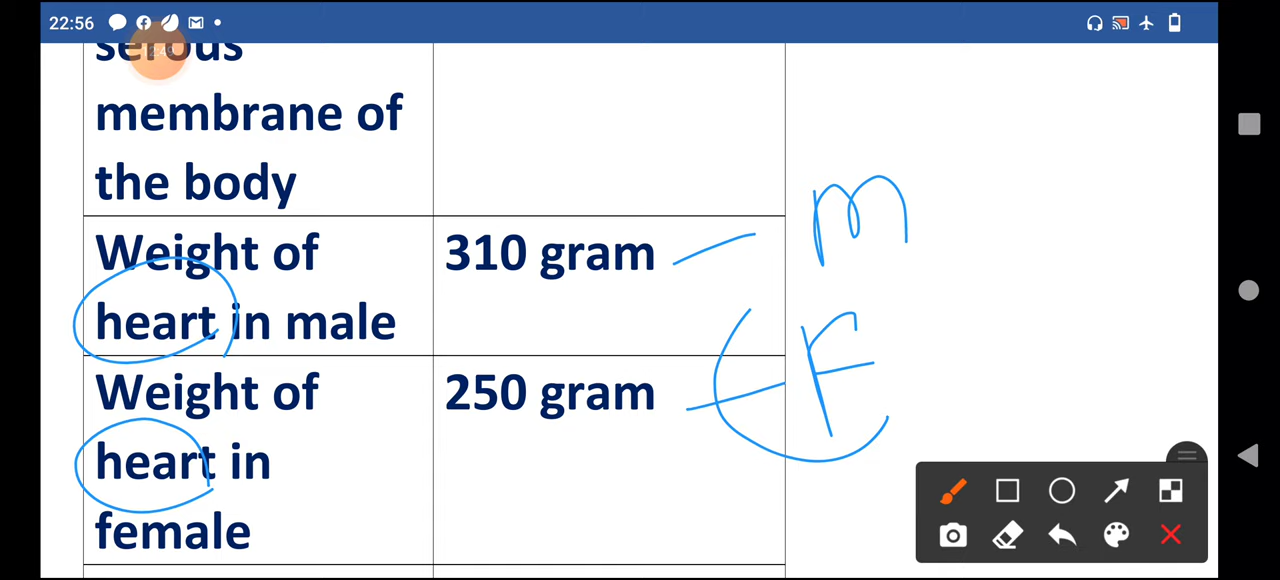 22:56
serous
membrane of
the body
Weight of
heart in male
310 gram
m
Weight of
heart in
female
250 gram
F